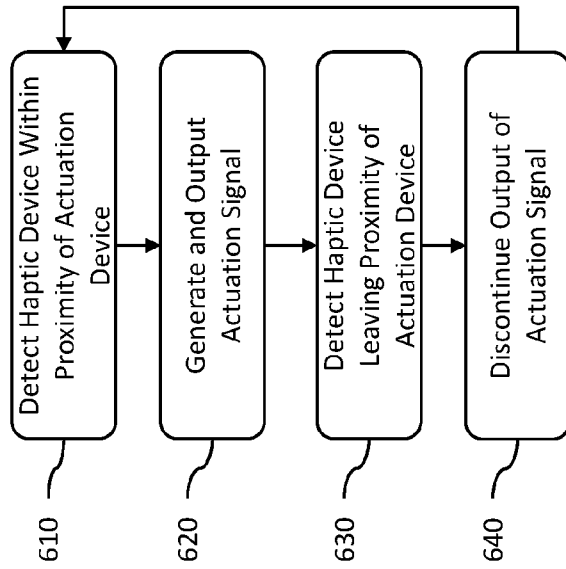 610
Detect Haptic Device Within
Proximity of Actuation
Device
620
Generate and Output
Actuation Signal
630
Detect Haptic Device
Leaving Proximity of
Actuation Device
640
Discontinue Output of
Actuation Signal